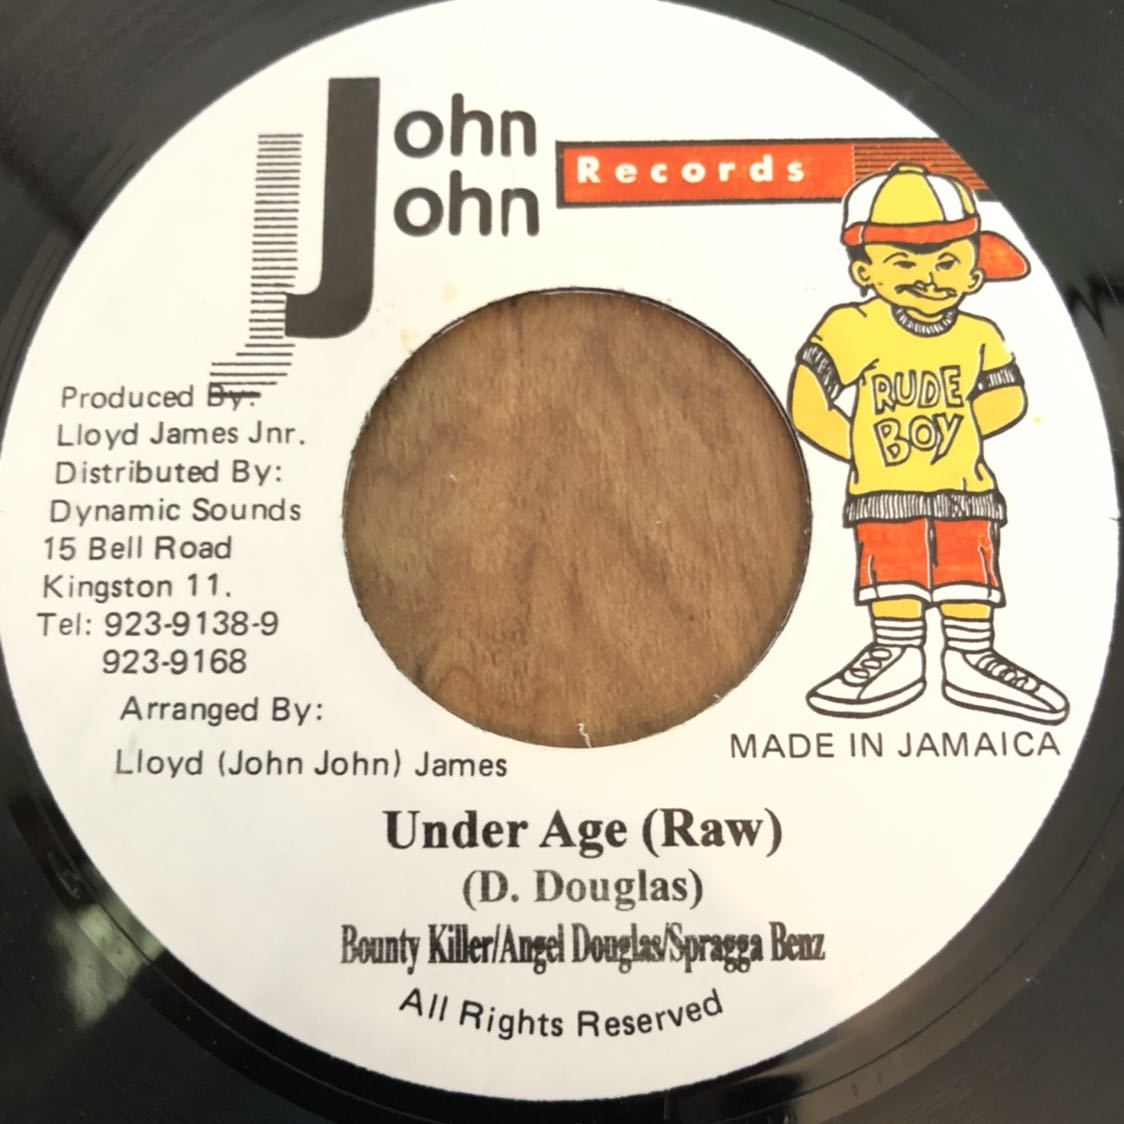 John
John
Records
RUDE
BOY
Produced By:
Lloyd James Jnr.
Distributed By:
Dynamic Sounds
15 Bell Road
Kingston 11.
Tel: 923-9138-9
923-9168
Arranged By:
Lloyd (John John) James
MADE IN JAMAICA
Under Age (Raw)
(D. Douglas)
Bounty Killer/Angel Douglas/Spragga Benz
All Rights Reserved